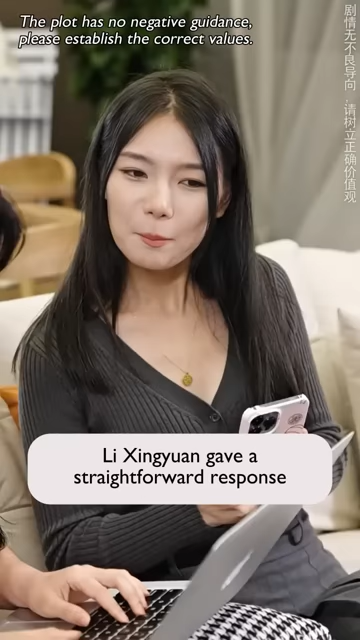 The plot has no negative guidance,
please establish the correct values.
剧情无不良导向 请树立正确价值观
Li Xingyuan gave a
straightforward response